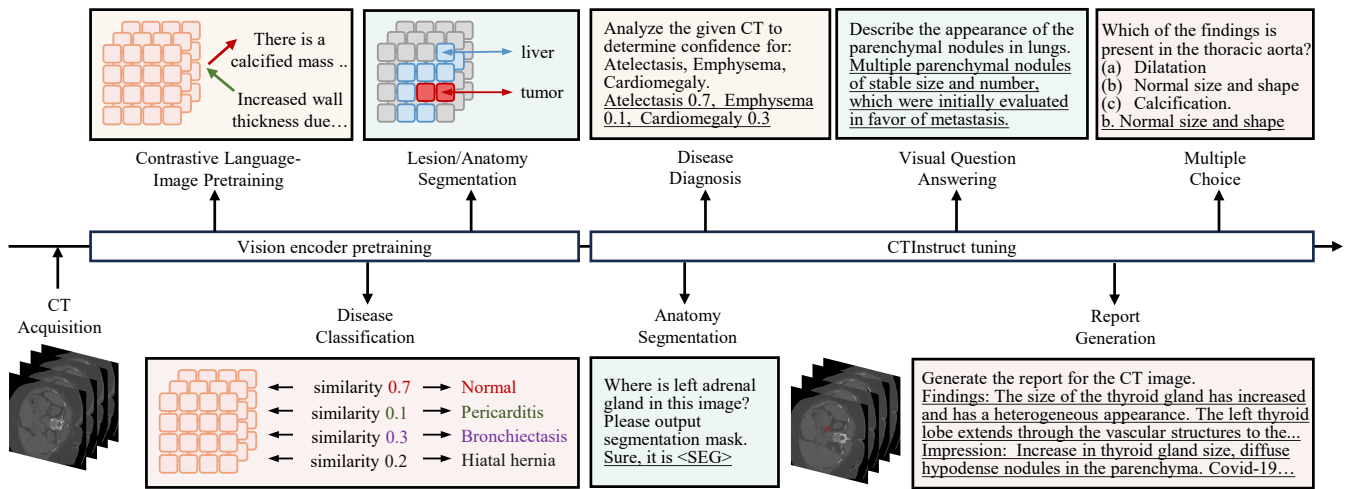 There is a
calcified mass ..
Increased wall
thickness due…
liver
tumor
Analyze the given CT to
determine confidence for:
Atelectasis, Emphysema,
Cardiomegaly.
Atelectasis 0.7, Emphysema
0.1, Cardiomegaly 0.3
Describe the appearance of the
parenchymal nodules in lungs.
Multiple parenchymal nodules
of stable size and number,
which were initially evaluated
in favor of metastasis.
Which of the findings is
present in the thoracic aorta?
(a) Dilatation
(b) Normal size and shape
(c) Calcification.
b. Normal size and shape
Contrastive Language-
Image Pretraining
Lesion/Anatomy
Segmentation
Disease
Diagnosis
Visual Question
Answering
Multiple
Choice
Vision encoder pretraining
CTInstruct tuning
CT
Acquisition
Disease
Classification
Anatomy
Segmentation
Report
Generation
similarity 0.7 Normal
similarity 0.1 Pericarditis
similarity 0.3 Bronchiectasis
similarity 0.2 Hiatal hernia
Where is left adrenal
gland in this image?
Please output
segmentation mask.
Sure, it is <SEG>
Generate the report for the CT image.
Findings: The size of the thyroid gland has increased
and has a heterogeneous appearance. The left thyroid
lobe extends through the vascular structures to the...
Impression: Increase in thyroid gland size, diffuse
hypodense nodules in the parenchyma. Covid-19…